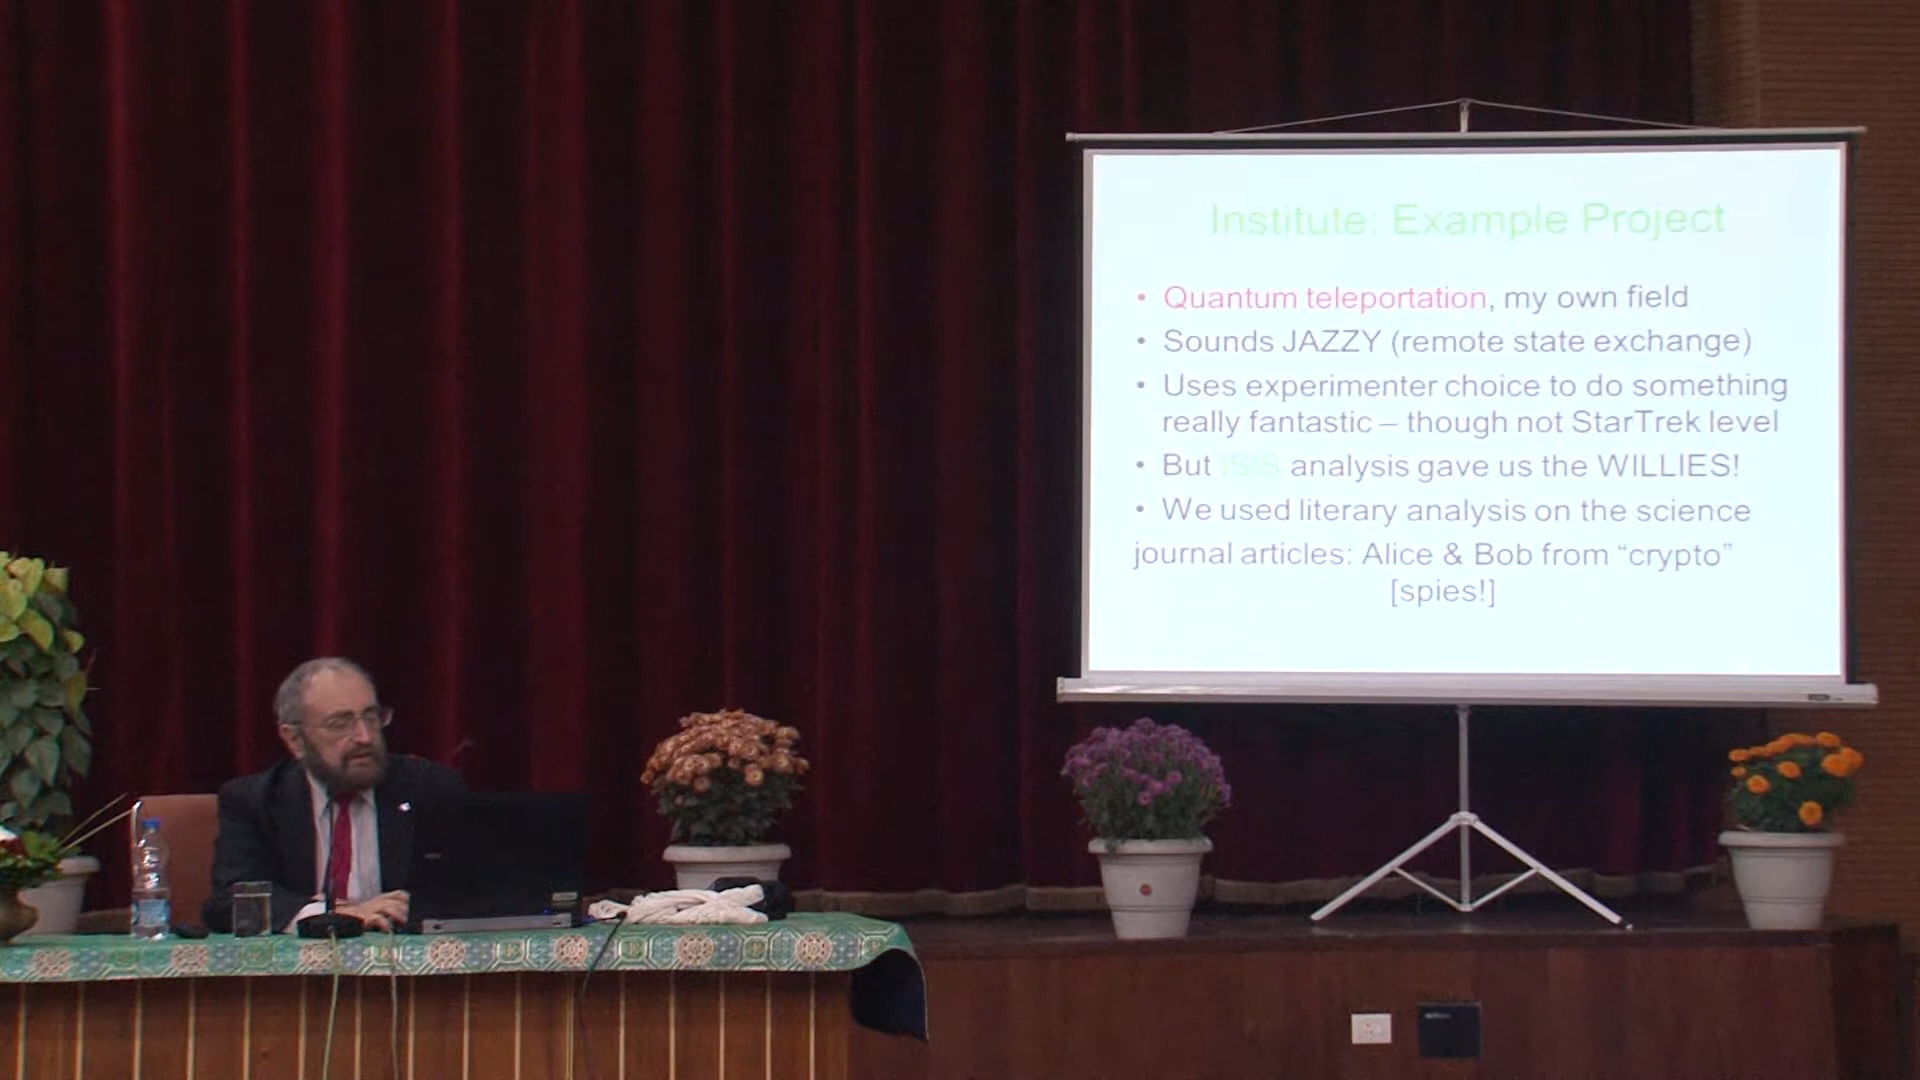 Institute: Example Project
• Quantum teleportation, my own field
• Sounds JAZZY (remote state exchange)
• Uses experimenter choice to do something
really fantastic – though not StarTrek level
• But ISIS analysis gave us the WILLIES!
• We used literary analysis on the science
journal articles: Alice & Bob from “crypto”
[spies!]